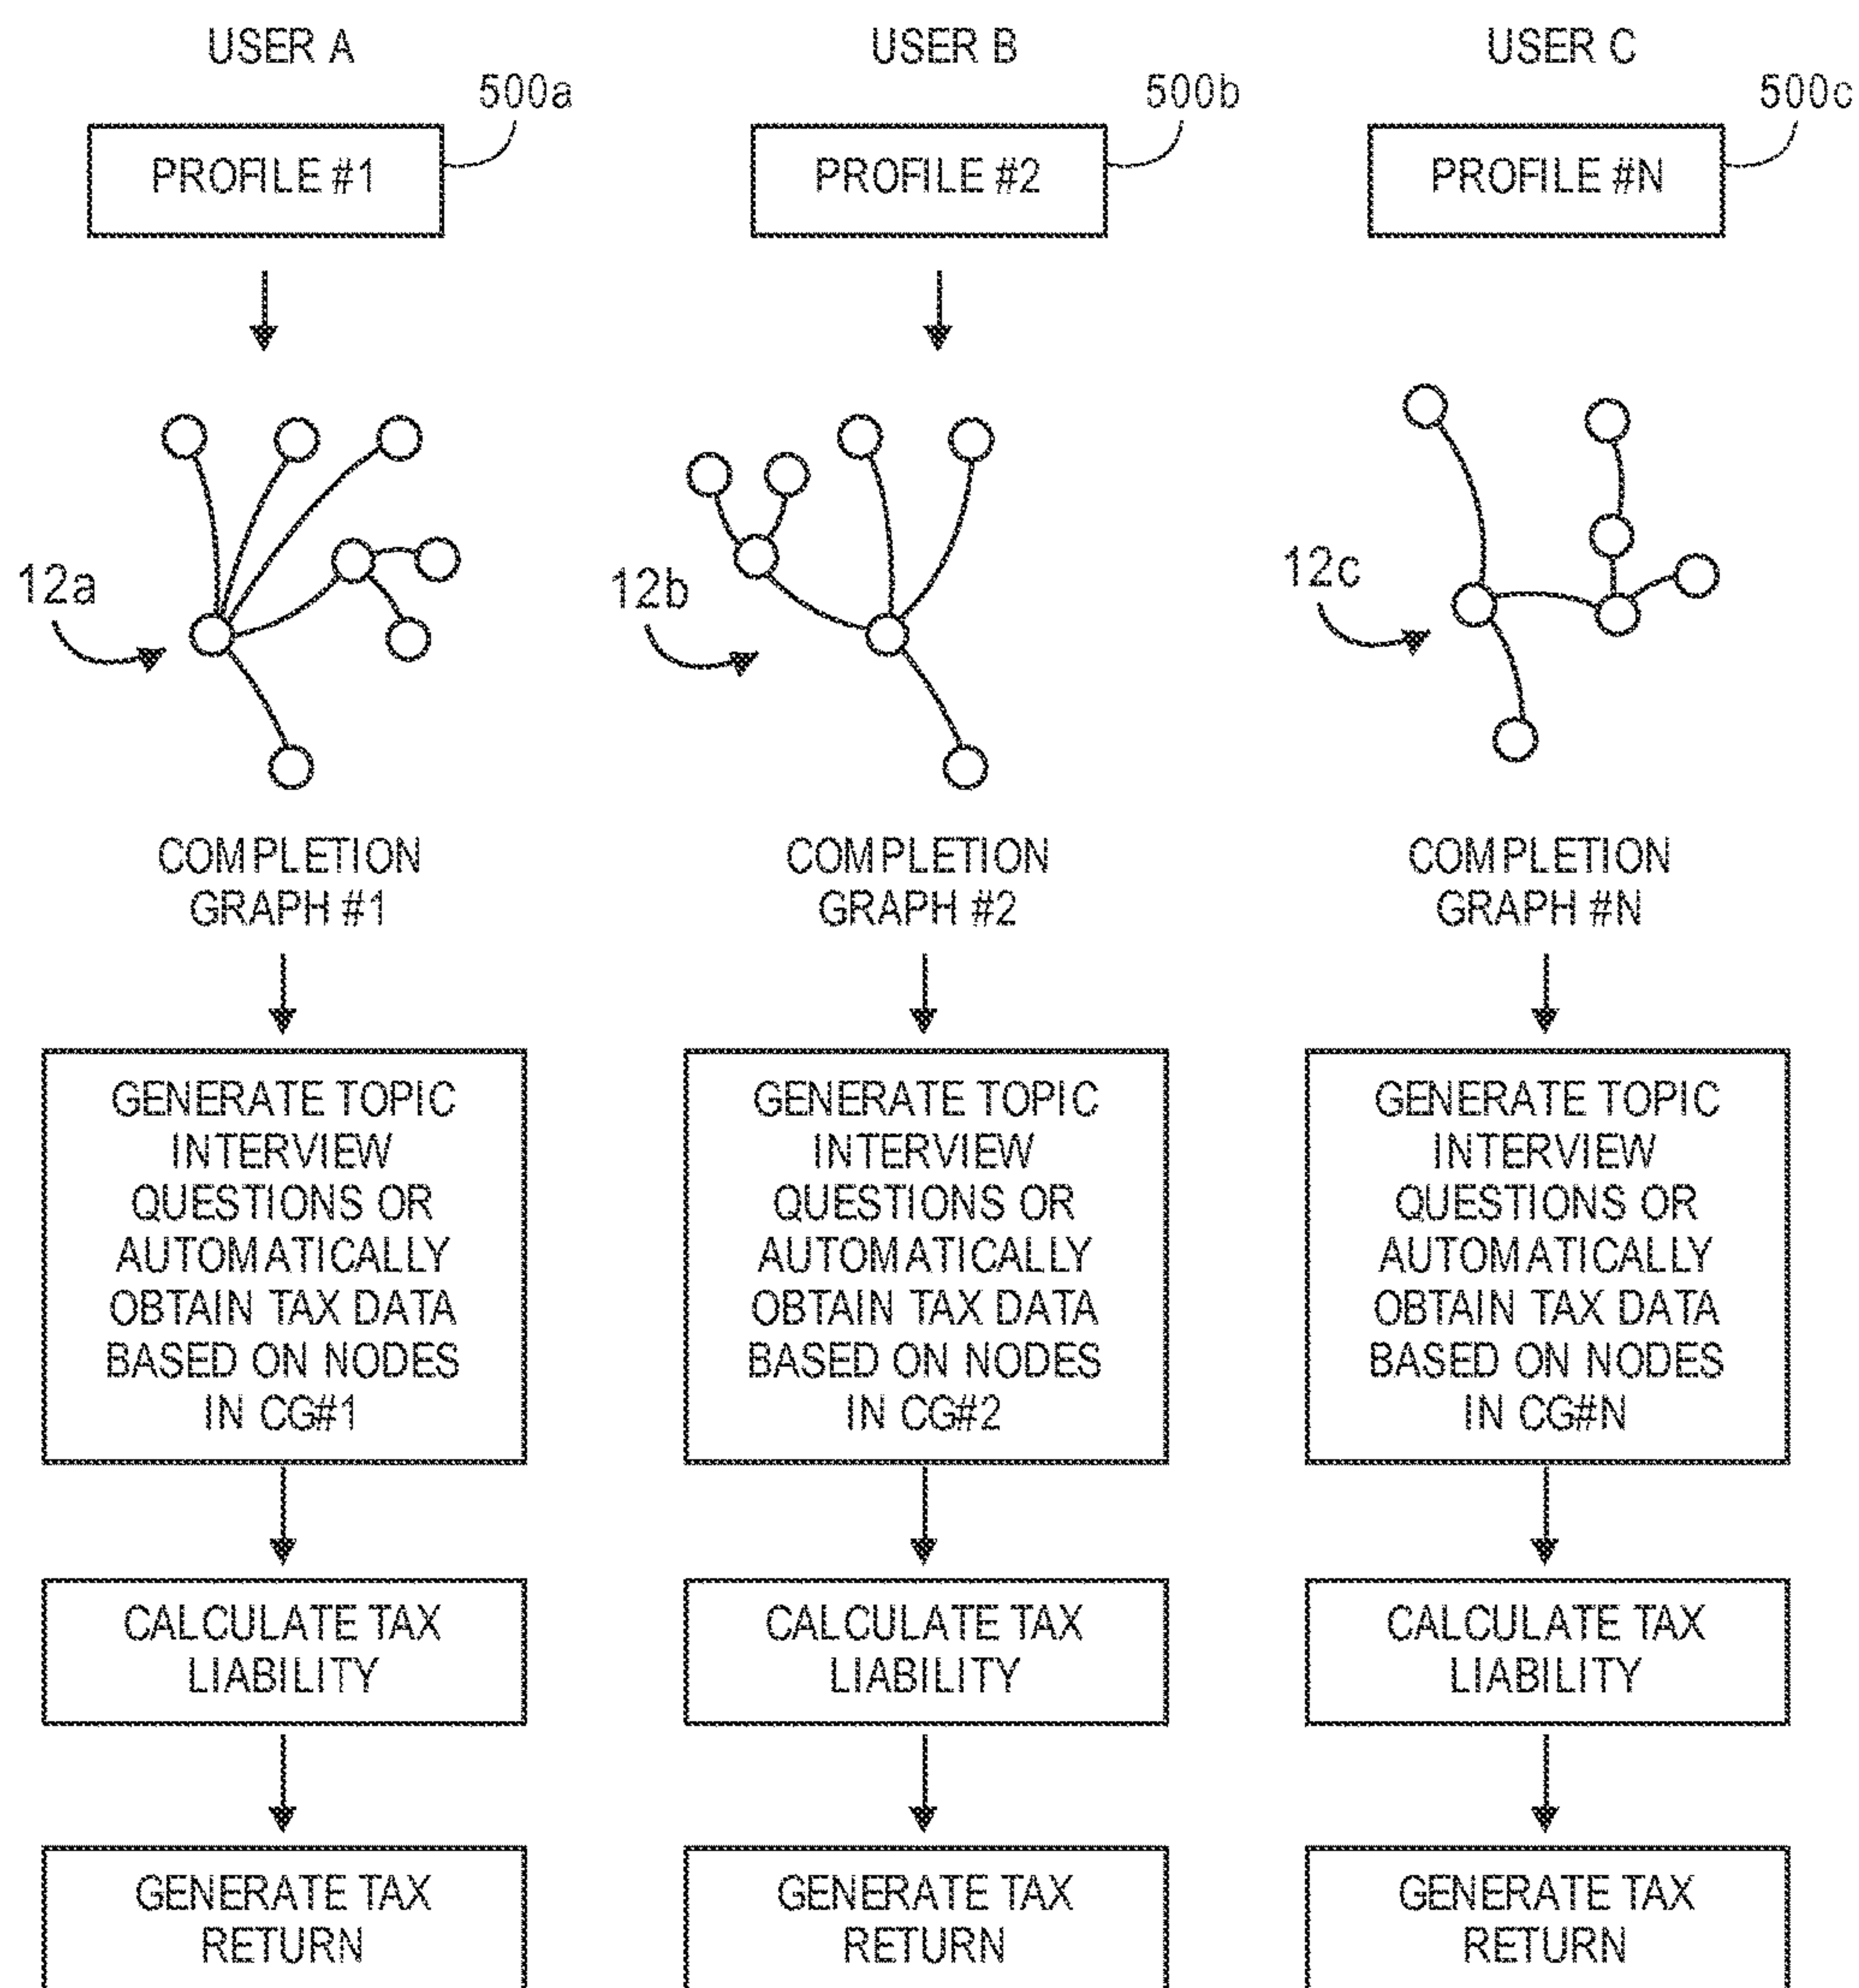 USER A
500a
PROFILE #1
12a
COMPLETION
GRAPH #1
GENERATE TOPIC
INTERVIEW
QUESTIONS OR
AUTOMATICALLY
OBTAIN TAX DATA
BASED ON NODES
IN CG#1
CALCULATE TAX
LIABILITY
GENERATE TAX
RETURN
USER B
500b
PROFILE #2
12b
COMPLETION
GRAPH #2
GENERATE TOPIC
INTERVIEW
QUESTIONS OR
AUTOMATICALLY
OBTAIN TAX DATA
BASED ON NODES
IN CG#2
CALCULATE TAX
LIABILITY
GENERATE TAX
RETURN
USER C
500c
PROFILE #N
12c
COMPLETION
GRAPH #N
GENERATE TOPIC
INTERVIEW
QUESTIONS OR
AUTOMATICALLY
OBTAIN TAX DATA
BASED ON NODES
IN CG#N
CALCULATE TAX
LIABILITY
GENERATE TAX
RETURN